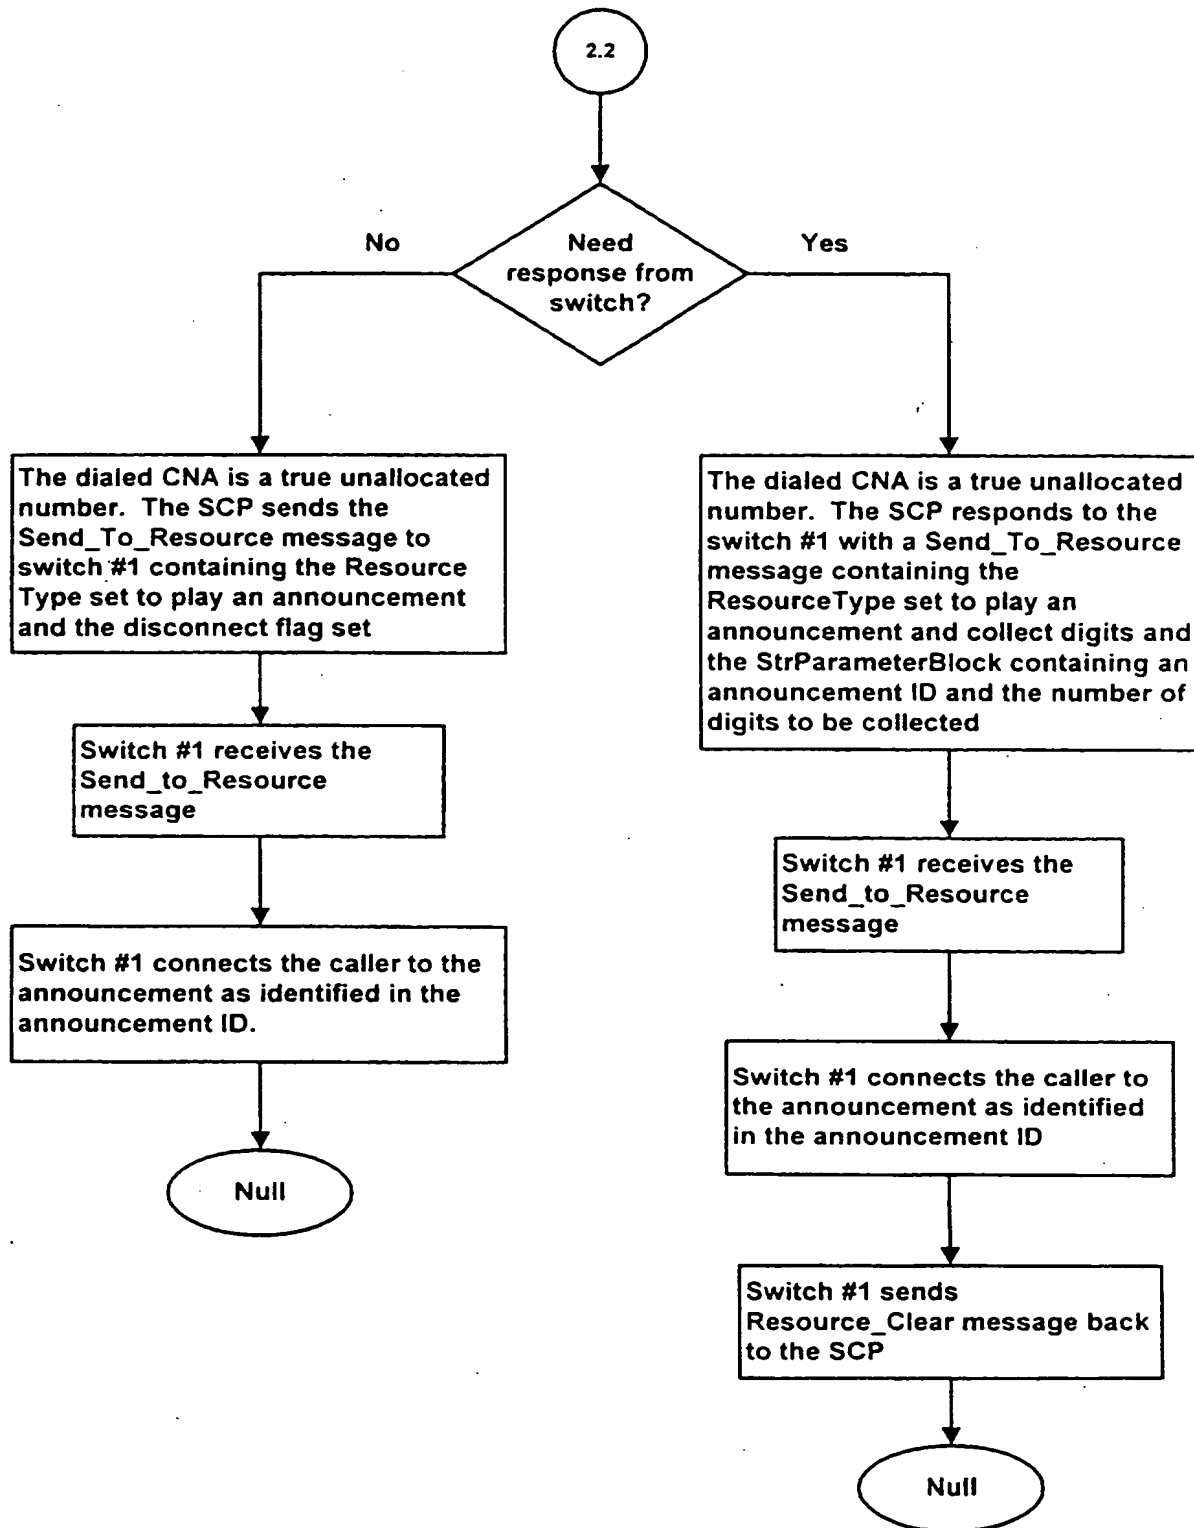 2.2
Need
response from
switch?
No
Yes
The dialed CNA is a true unallocated
number. The SCP sends the
Send_To_Resource message to
switch #1 containing the Resource
Type set to play an announcement
and the disconnect flag set
Switch #1 receives the
Send_to_Resource
message
Switch #1 connects the caller to the
announcement as identified in the
announcement ID.
Null
The dialed CNA is a true unallocated
number. The SCP responds to the
switch #1 with a Send_To_Resource
message containing the
ResourceType set to play an
announcement and collect digits and
the StrParameterBlock containing an
announcement ID and the number of
digits to be collected
Switch #1 receives the
Send_to_Resource
message
Switch #1 connects the caller to
the announcement as identified
in the announcement ID
Switch #1 sends
Resource_Clear message back
to the SCP
Null